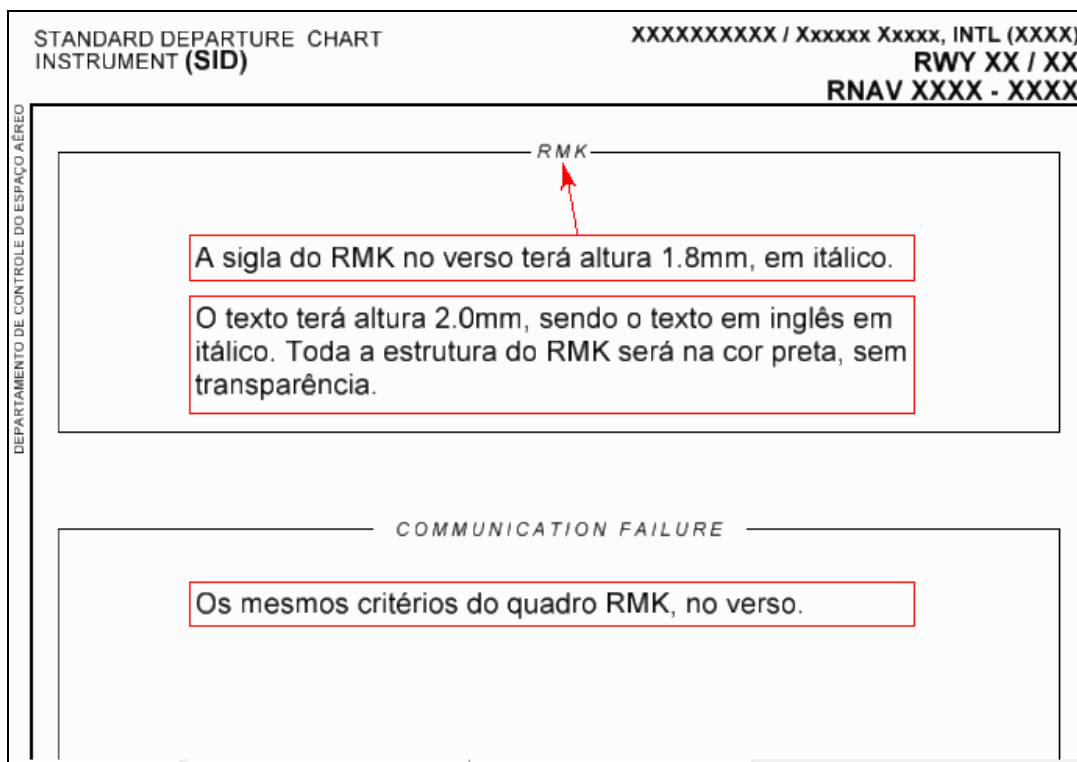 STANDARD DEPARTURE CHART
INSTRUMENT (SID)
XXXXXXXXXX / Xxxxxx Xxxxx, INTL (XXXX)
RWY XX / XX
RNAV XXXX - XXXX
DEPARTAMENTO DE CONTROLE DO ESPAÇO AÉREO
RMK
A sigla do RMK no verso terá altura 1.8mm, em itálico.
O texto terá altura 2.0mm, sendo o texto em inglês em
itálico. Toda a estrutura do RMK será na cor preta, sem
transparência.
COMMUNICATION FAILURE
Os mesmos critérios do quadro RMK, no verso.